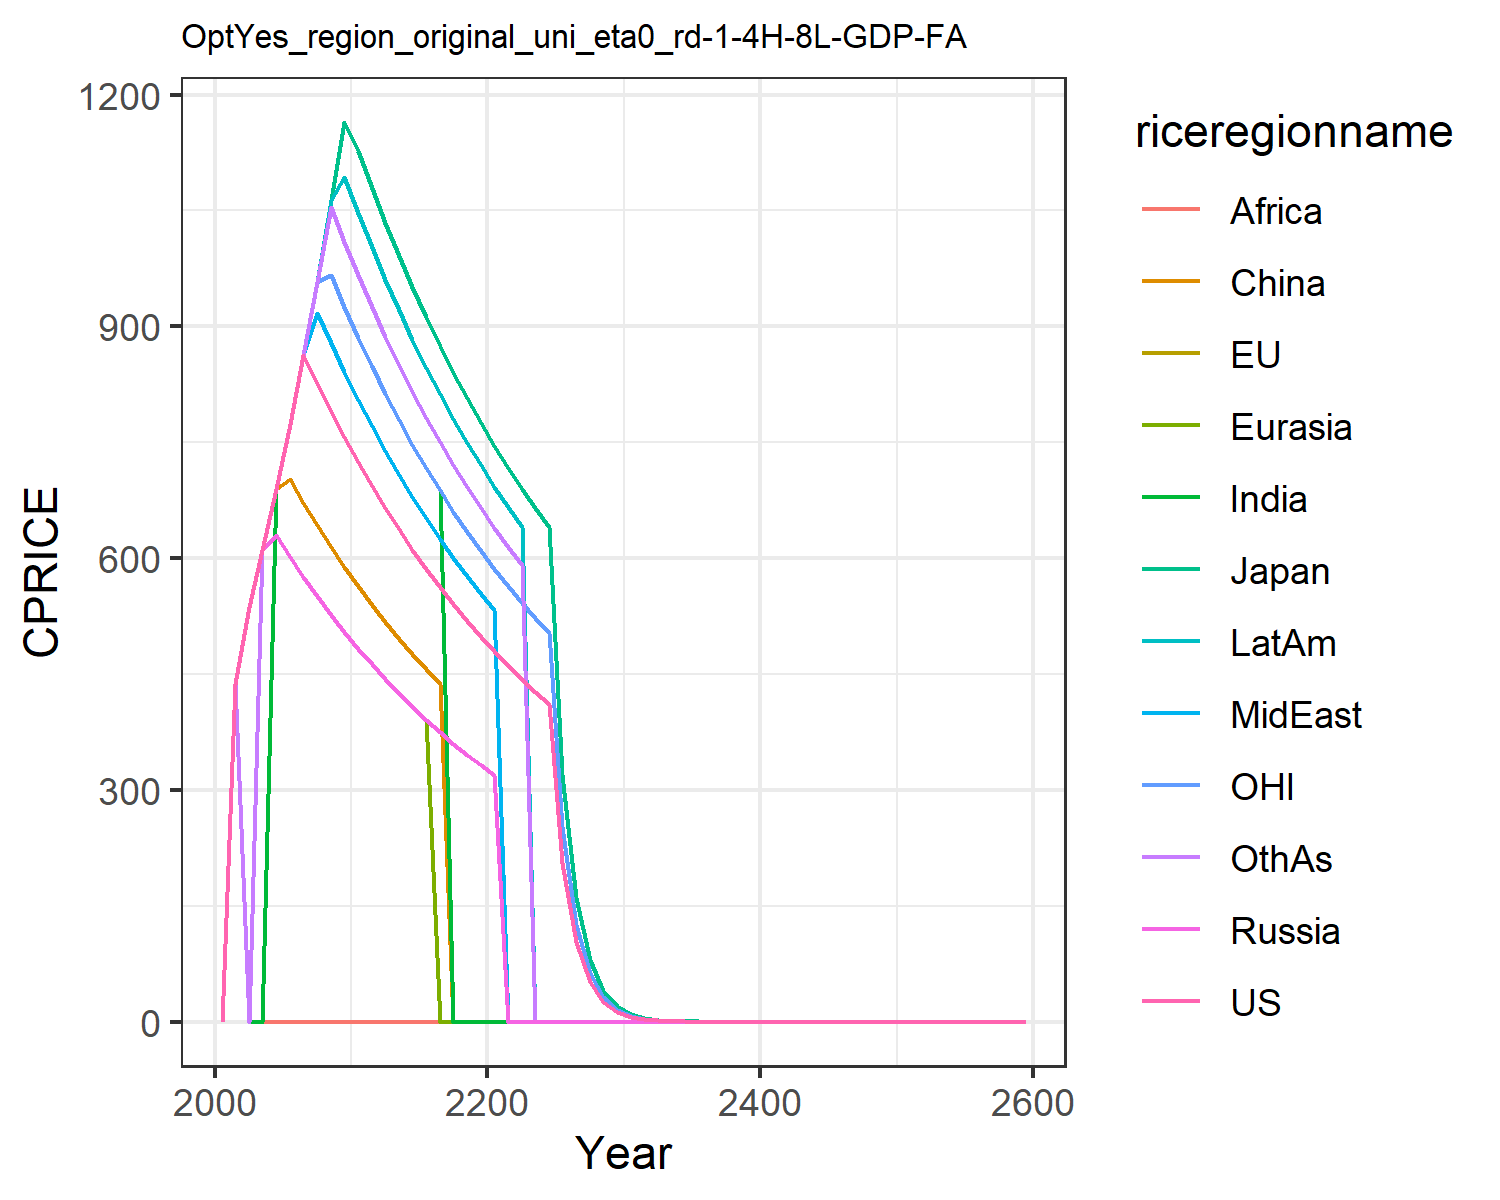 OptYes_region_original_uni_eta0_rd-1-4H-8L-GDP-FA
1200
900
600
300
0
CPRICE
2000 2200 2400 2600
Year
riceregionname
Africa
China
EU
Eurasia
India
Japan
LatAm
MidEast
OHI
OthAs
Russia
US